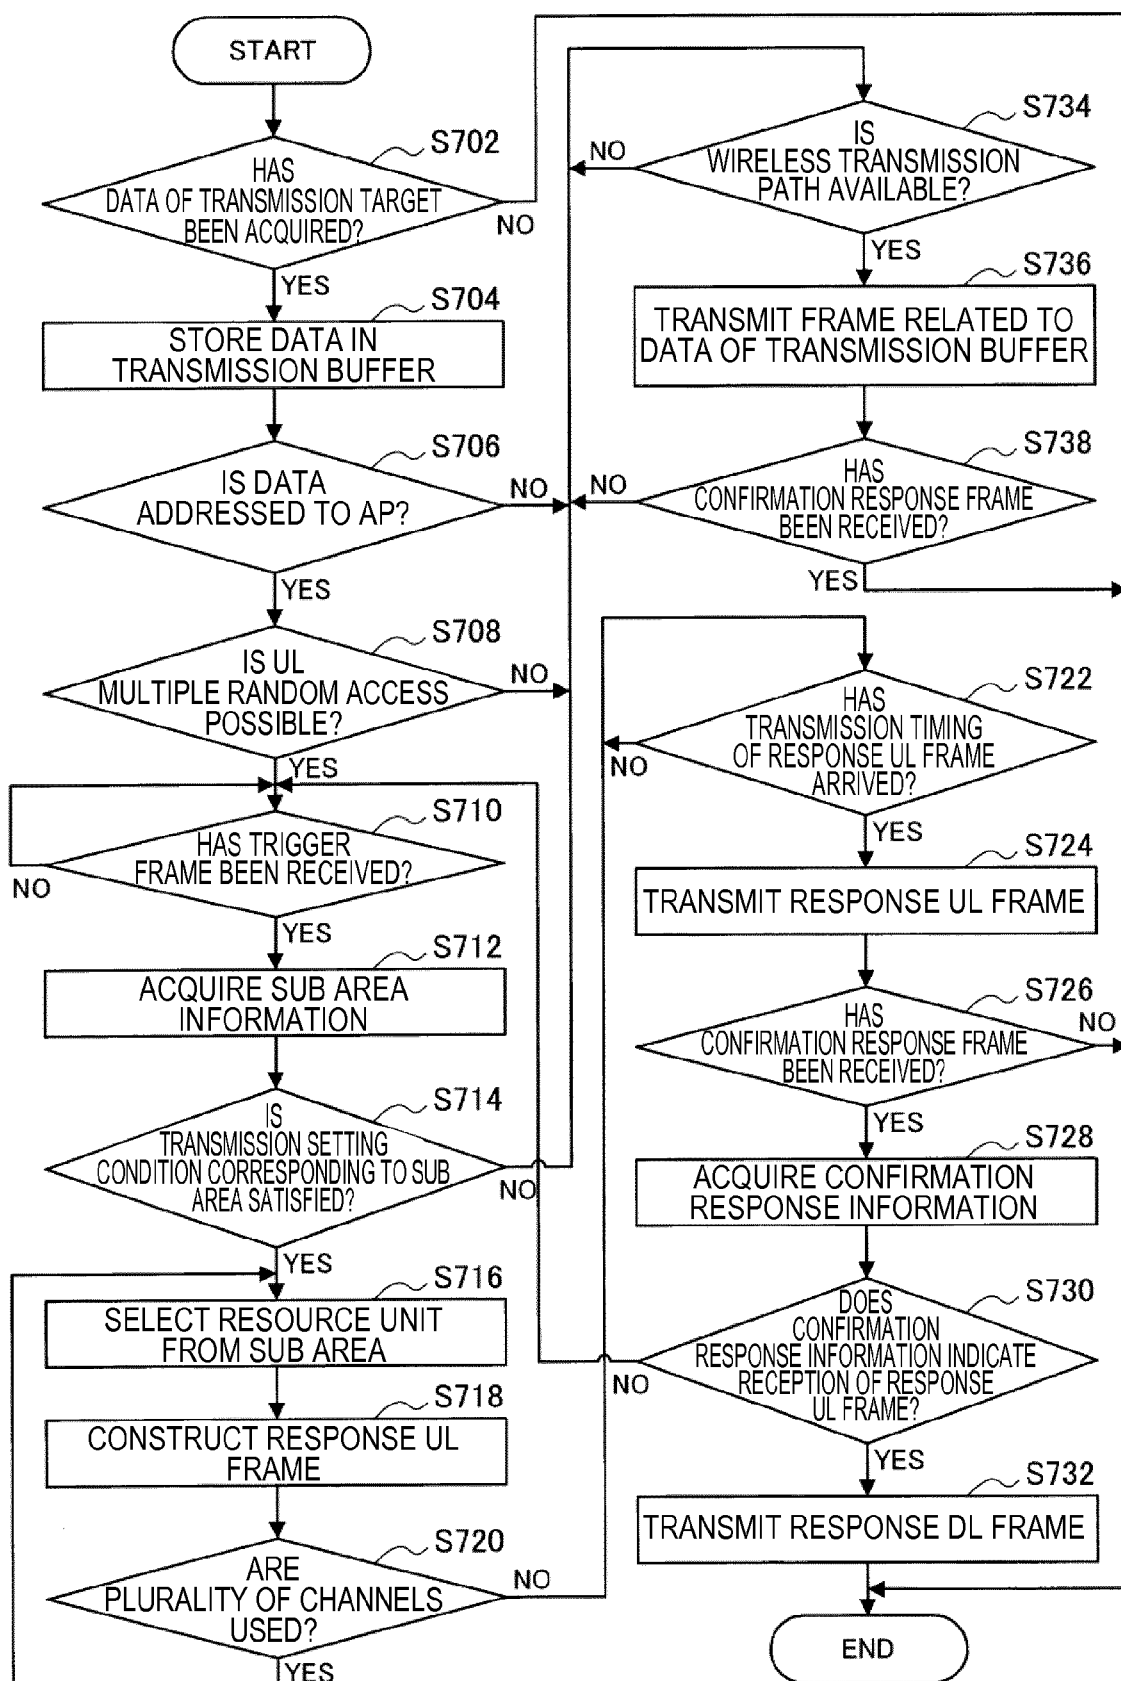 START
S702
HAS
DATA OF TRANSMISSION TARGET
BEEN ACQUIRED?
NO
YES
S704
STORE DATA IN
TRANSMISSION BUFFER
S706
IS DATA
ADDRESSED TO AP?
NO
YES
S708
IS UL
MULTIPLE RANDOM ACCESS
POSSIBLE?
NO
YES
S710
HAS TRIGGER
FRAME BEEN RECEIVED?
NO
YES
S712
ACQUIRE SUB AREA
INFORMATION
S714
IS
TRANSMISSION SETTING
CONDITION CORRESPONDING TO SUB
AREA SATISFIED?
NO
YES
S716
SELECT RESOURCE UNIT
FROM SUB AREA
S718
CONSTRUCT RESPONSE UL
FRAME
S720
ARE
PLURALITY OF CHANNELS
USED?
NO
YES
S734
IS
WIRELESS TRANSMISSION
PATH AVAILABLE?
NO
YES
S736
TRANSMIT FRAME RELATED TO
DATA OF TRANSMISSION BUFFER
S738
HAS
CONFIRMATION RESPONSE FRAME
BEEN RECEIVED?
NO
YES
S722
HAS
TRANSMISSION TIMING
OF RESPONSE UL FRAME
ARRIVED?
NO
YES
S724
TRANSMIT RESPONSE UL FRAME
S726
HAS
CONFIRMATION RESPONSE FRAME
BEEN RECEIVED?
NO
YES
S728
ACQUIRE CONFIRMATION
RESPONSE INFORMATION
S730
DOES
CONFIRMATION
RESPONSE INFORMATION INDICATE
RECEPTION OF RESPONSE
UL FRAME?
NO
YES
S732
TRANSMIT RESPONSE DL FRAME
END